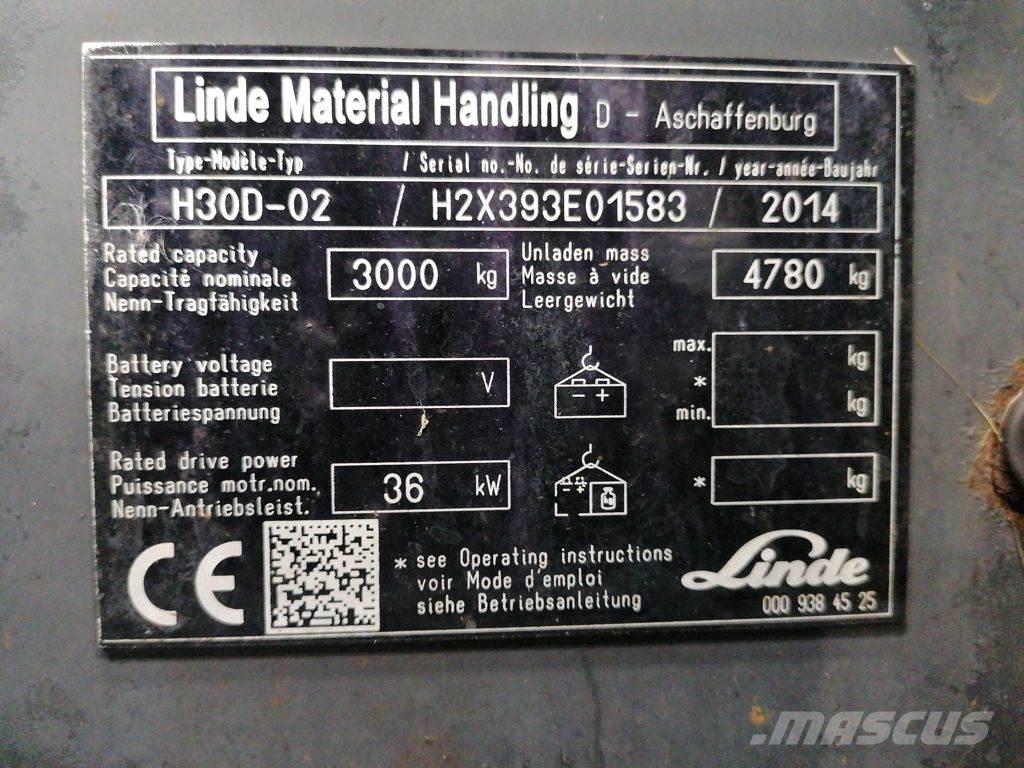 Linde Material Handling D - Aschaffenburg
Type-Modèle-Typ / Serial no.-No. de série-Serien-Nr. / year-année-Baujahr
H30D-02 / H2X393E01583 / 2014
Rated capacity
Capacité nominale
Nenn-Tragfähigkeit
3000 kg
Unladen mass
Masse à vide
Leergewicht
4780 kg
Battery voltage
Tension batterie
Batteriespannung
V
- +
max.
*
min.
kg
kg
Rated drive power
Puissance motr.nom.
Nenn-Antriebsleist.
36 kW
- +
kg
*
kg
CE
* see Operating instructions
voir Mode d'emploi
siehe Betriebsanleitung
Linde
000 938 45 25
.MASCUS